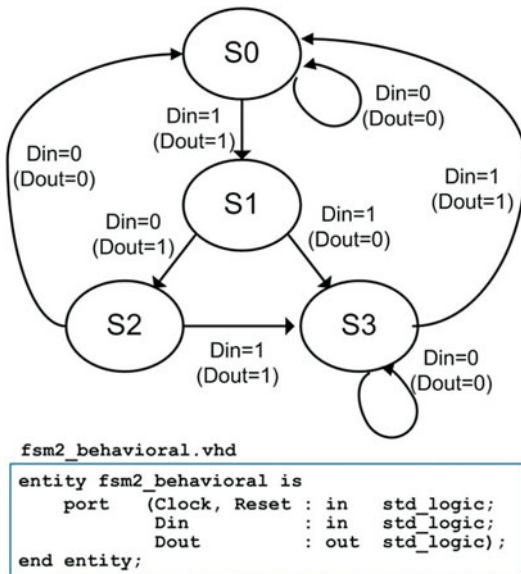 S0
Din=0
(Dout=0)
Din=1
(Dout=1)
Din=0
(Dout=0)
Din=1
(Dout=1)
S1
Din=0
(Dout=1)
Din=1
(Dout=0)
S2
S3
Din=1
(Dout=1)
Din=0
(Dout=0)
fsm2_behavioral.vhd
entity fsm2_behavioral is
port (Clock, Reset : in std_logic;
Din : in std_logic;
Dout : out std_logic);
end entity;